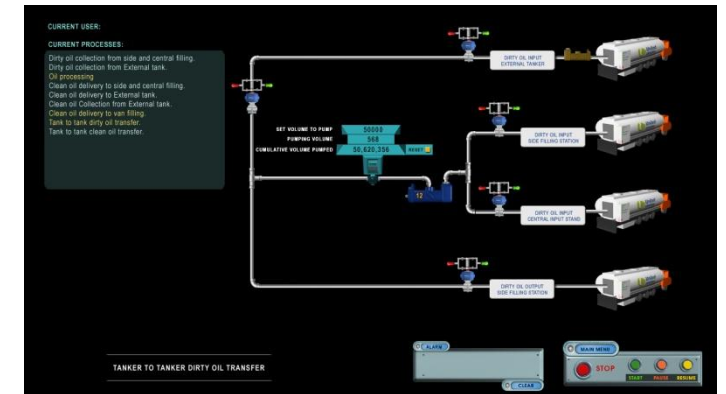 CURRENT USER:
CURRENT PROCESSES:
Dirty oil collection from side and central filling.
Dirty oil collection from External tank.
Oil processing
Clean oil delivery to side and central filling.
Clean oil delivery to External tank.
Clean oil Collection from External tank.
Clean oil delivery to van filling.
Tank to tank dirty oil transfer.
Tank to tank clean oil transfer.
DIRTY OIL INPUT
EXTERNAL TANKER
SET VOLUME TO PUMP 50000
PUMPING VOLUME 568
CUMULATIVE VOLUME PUMPED 50,620,356 RESET
DIRTY OIL INPUT
SIDE FILLING STATION
12
DIRTY OIL INPUT
CENTRAL INPUT STAND
DIRTY OIL OUTPUT
SIDE FILLING STATION
TANKER TO TANKER DIRTY OIL TRANSFER
ALARM
CLEAR
MAIN MENU
STOP
START PAUSE RESUME